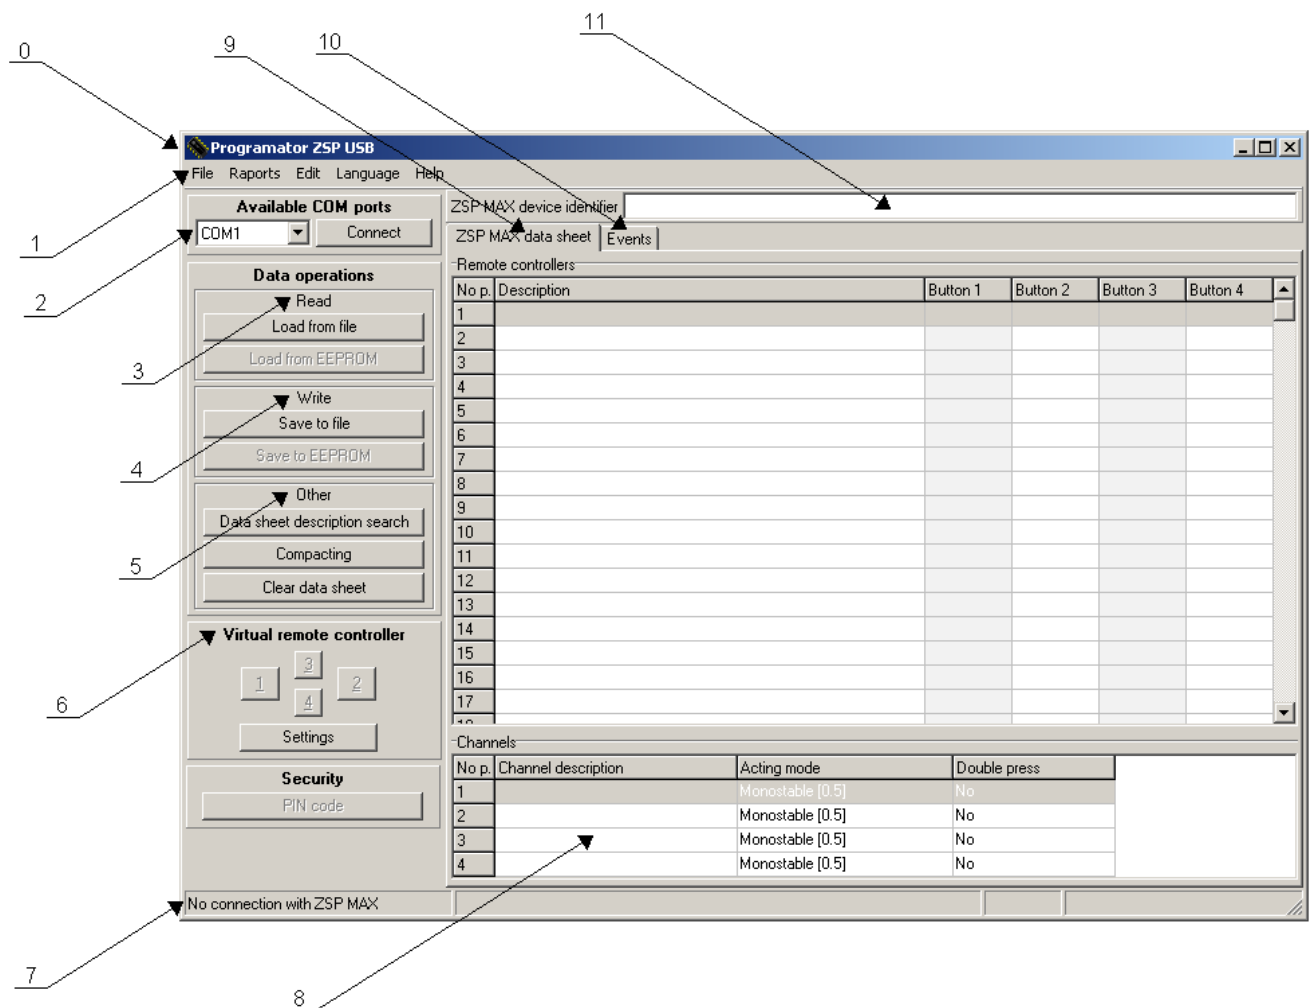 11
10
9
0
Programator ZSP USB
File Raports Edit Language Help
1
Available COM ports
COM1 Connect
2
Data operations
Read
Load from file
Load from EEPROM
3
Write
Save to file
Save to EEPROM
4
Other
Data sheet description search
Compacting
Clear data sheet
5
Virtual remote controller
3
1 2
4
Settings
6
Security
PIN code
ZSP MAX device identifier
ZSP MAX data sheet Events
Remote controllers
No p. Description Button 1 Button 2 Button 3 Button 4
1
2
3
4
5
6
7
8
9
10
11
12
13
14
15
16
17
Channels
No p. Channel description Acting mode Double press
1 Monostable [0.5] No
2 Monostable [0.5] No
3 Monostable [0.5] No
4 Monostable [0.5] No
No connection with ZSP MAX
7
8